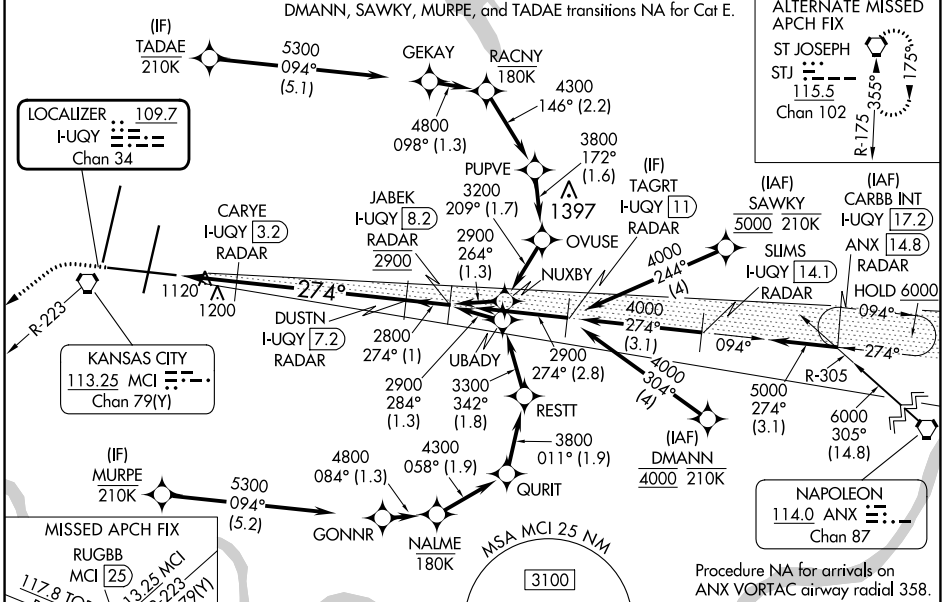 DMANN, SAWKY, MURPE, and TADAE transitions NA for Cat E.
ALTERNATE MISSED
APCH FIX
ST JOSEPH
STJ
115.5
Chan 102
R-175 355°
175°
(IF)
TADAE
210K
5300
094°
(5.1)
GEKAY
RACNY
180K
4800
098° (1.3)
4300
146° (2.2)
LOCALIZER 109.7
I-UQY
Chan 34
PUPVE
3800
172°
(1.6)
1397
3200
209° (1.7)
OVUSE
CARYE
I-UQY 3.2
RADAR
JABEK
I-UQY 8.2
RADAR
2900
2900
264°
(1.3)
NUXBY
(IF)
TAGRT
I-UQY 11
RADAR
(IAF)
SAWKY
5000 210K
4000
244°
(4)
SLIMS
I-UQY 14.1
RADAR
(IAF)
CARBB INT
I-UQY 17.2
ANX 14.8
RADAR
HOLD 6000
094°
274°
R-223
1120
1200
274°
DUSTN
I-UQY 7.2
RADAR
2800
274° (1)
UBADY
2900
274° (2.8)
4000
274°
(3.1)
094°
R-305
KANSAS CITY
113.25 MCI
Chan 79(Y)
2900
284°
(1.3)
3300
342°
(1.8)
RESTT
4000
304°
(4)
5000
274°
(3.1)
6000
305°
(14.8)
(IAF)
DMANN
4000 210K
3800
011° (1.9)
QURIT
4300
058° (1.9)
4800
084° (1.3)
(IF)
MURPE
210K
5300
094°
(5.2)
GONNR
NALME
180K
NAPOLEON
114.0 ANX
Chan 87
MISSED APCH FIX
RUGBB
MCI 25
MSA MCI 25 NM
3100
Procedure NA for arrivals on
ANX VORTAC airway radial 358.